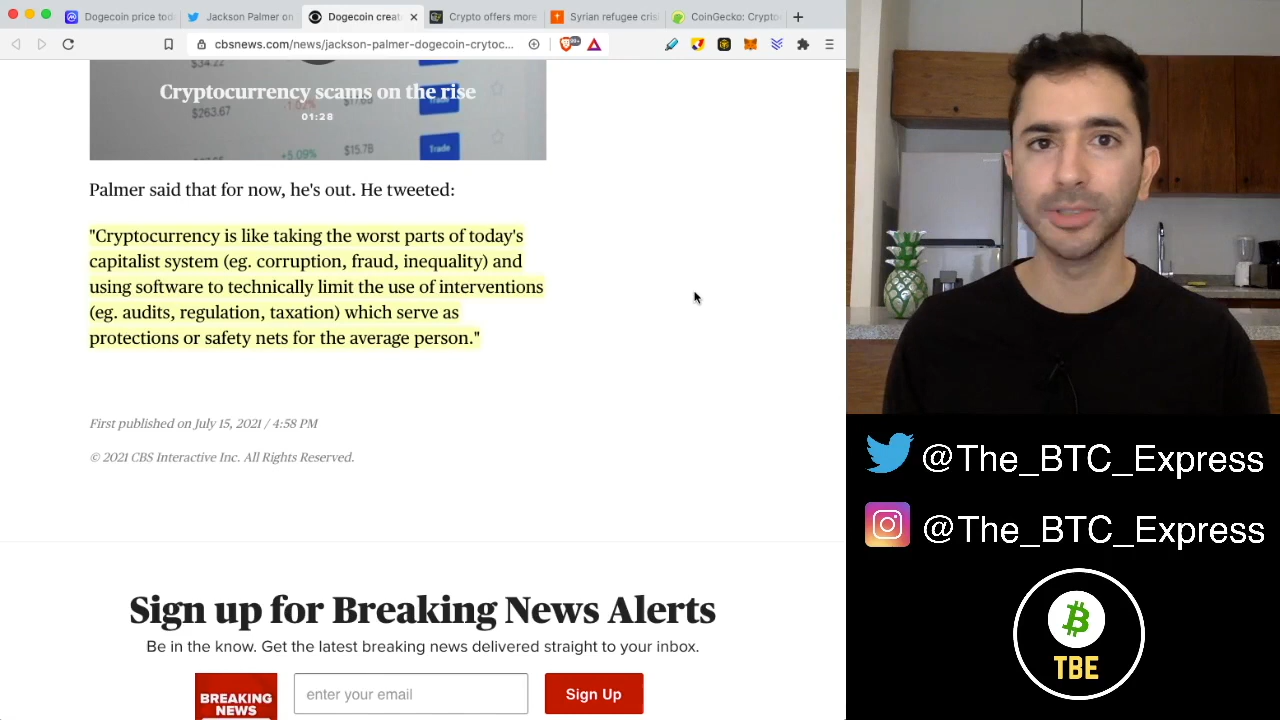 Dogecoin price tod
Jackson Palmer on
Dogecoin creat
Crypto offers more
Syrian refugee cris
CoinGecko: Crypto
cbsnews.com/news/jackson-palmer-dogecoin-crytoc...
99+
$34.22
Cryptocurrency scams on the rise
$263.67
01:28
Trade
+5.09%
$15.78
Trade
Palmer said that for now, he's out. He tweeted:
"Cryptocurrency is like taking the worst parts of today's
capitalist system (eg. corruption, fraud, inequality) and
using software to technically limit the use of interventions
(eg. audits, regulation, taxation) which serve as
protections or safety nets for the average person."
First published on July 15, 2021 / 4:58 PM
© 2021 CBS Interactive Inc. All Rights Reserved.
Sign up for Breaking News Alerts
Be in the know. Get the latest breaking news delivered straight to your inbox.
BREAKING
NEWS
enter your email
Sign Up
@The_BTC_Express
@The_BTC_Express
TBE